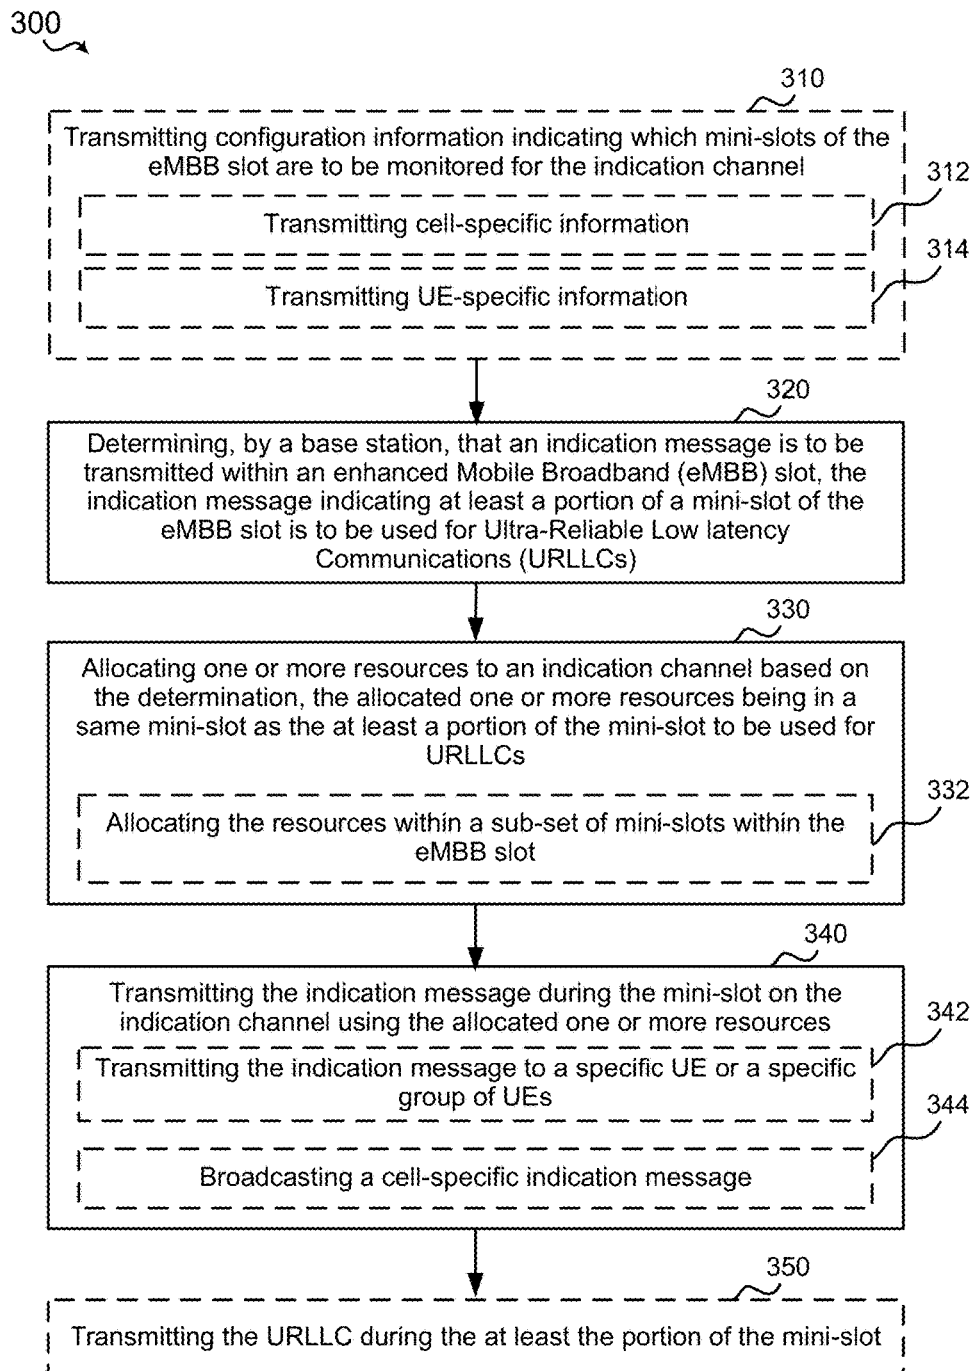 300
310
Transmitting configuration information indicating which mini-slots of the
eMBB slot are to be monitored for the indication channel
312
Transmitting cell-specific information
314
Transmitting UE-specific information
320
Determining, by a base station, that an indication message is to be
transmitted within an enhanced Mobile Broadband (eMBB) slot, the
indication message indicating at least a portion of a mini-slot of the
eMBB slot is to be used for Ultra-Reliable Low latency
Communications (URLLCs)
330
Allocating one or more resources to an indication channel based on
the determination, the allocated one or more resources being in a
same mini-slot as the at least a portion of the mini-slot to be used for
URLLCs
332
Allocating the resources within a sub-set of mini-slots within the
eMBB slot
340
Transmitting the indication message during the mini-slot on the
indication channel using the allocated one or more resources
342
Transmitting the indication message to a specific UE or a specific
group of UEs
344
Broadcasting a cell-specific indication message
350
Transmitting the URLLC during the at least the portion of the mini-slot